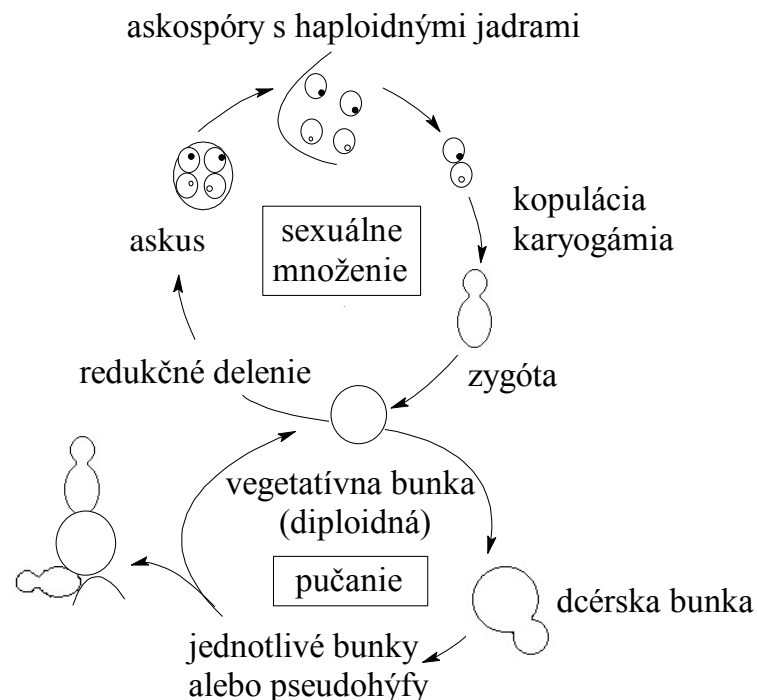 askospóry s haploidnými jadrami
kopulácia
karyogámia
askus
sexuálne
množenie
redukčné delenie
zygóta
vegetatívna bunka
(diploidná)
pučanie
dcérska bunka
jednotlivé bunky
alebo pseudohýfy